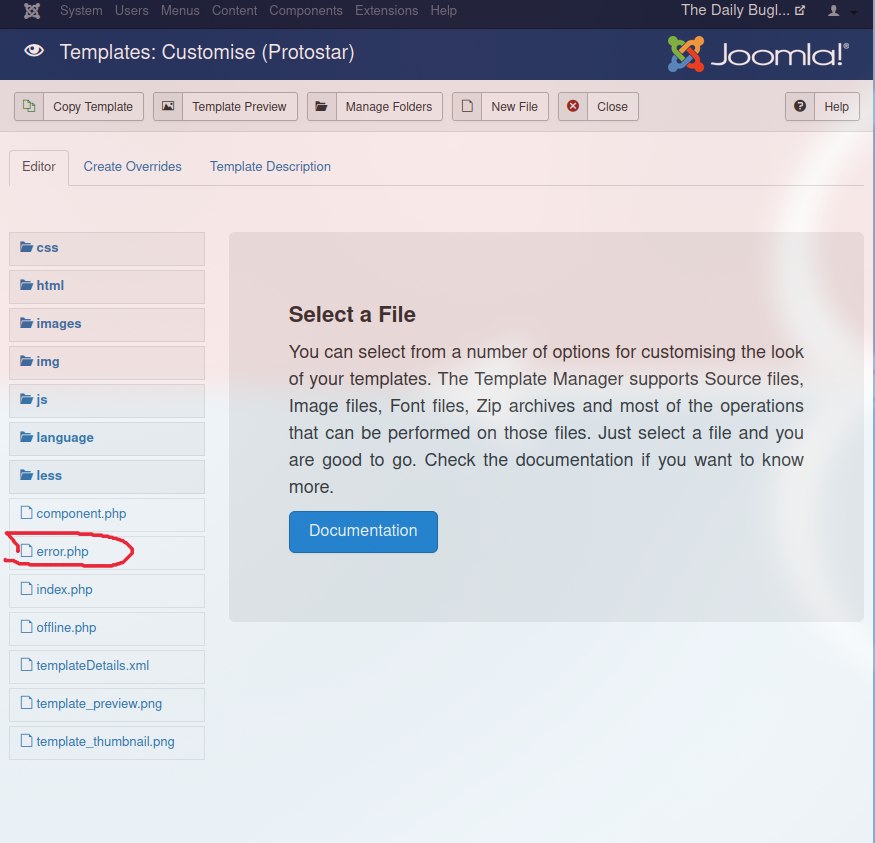 System Users Menus Content Components Extensions Help The Daily Bugl...
Templates: Customise (Protostar) Joomla!®
Copy Template Template Preview Manage Folders New File Close Help
Editor Create Overrides Template Description
css
html
images
img
js
language
less
component.php
error.php
index.php
offline.php
templateDetails.xml
template_preview.png
template_thumbnail.png
Select a File
You can select from a number of options for customising the look
of your templates. The Template Manager supports Source files,
Image files, Font files, Zip archives and most of the operations
that can be performed on those files. Just select a file and you
are good to go. Check the documentation if you want to know
more.
Documentation